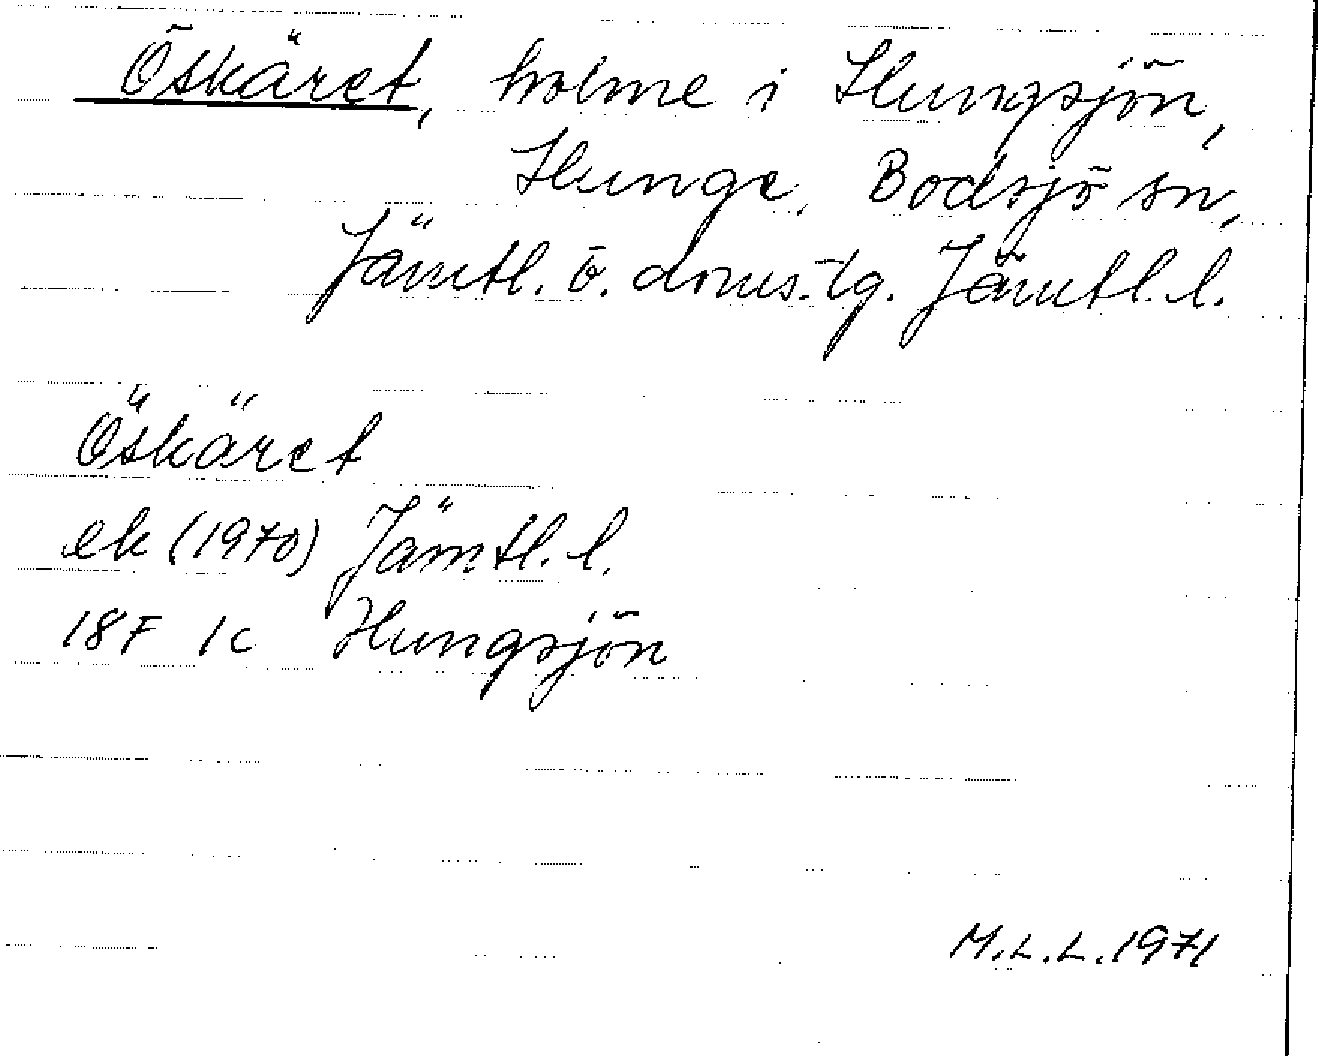 Öskäret, holme i Hungsjön,
Hunge, Bodsjö sn,
Jämtl. ö. doms.-tg. Jämtl. l.
Öskäret
ek (1970) Jämtl. l.
18F 1c Hungsjön
M.L.L. 1971